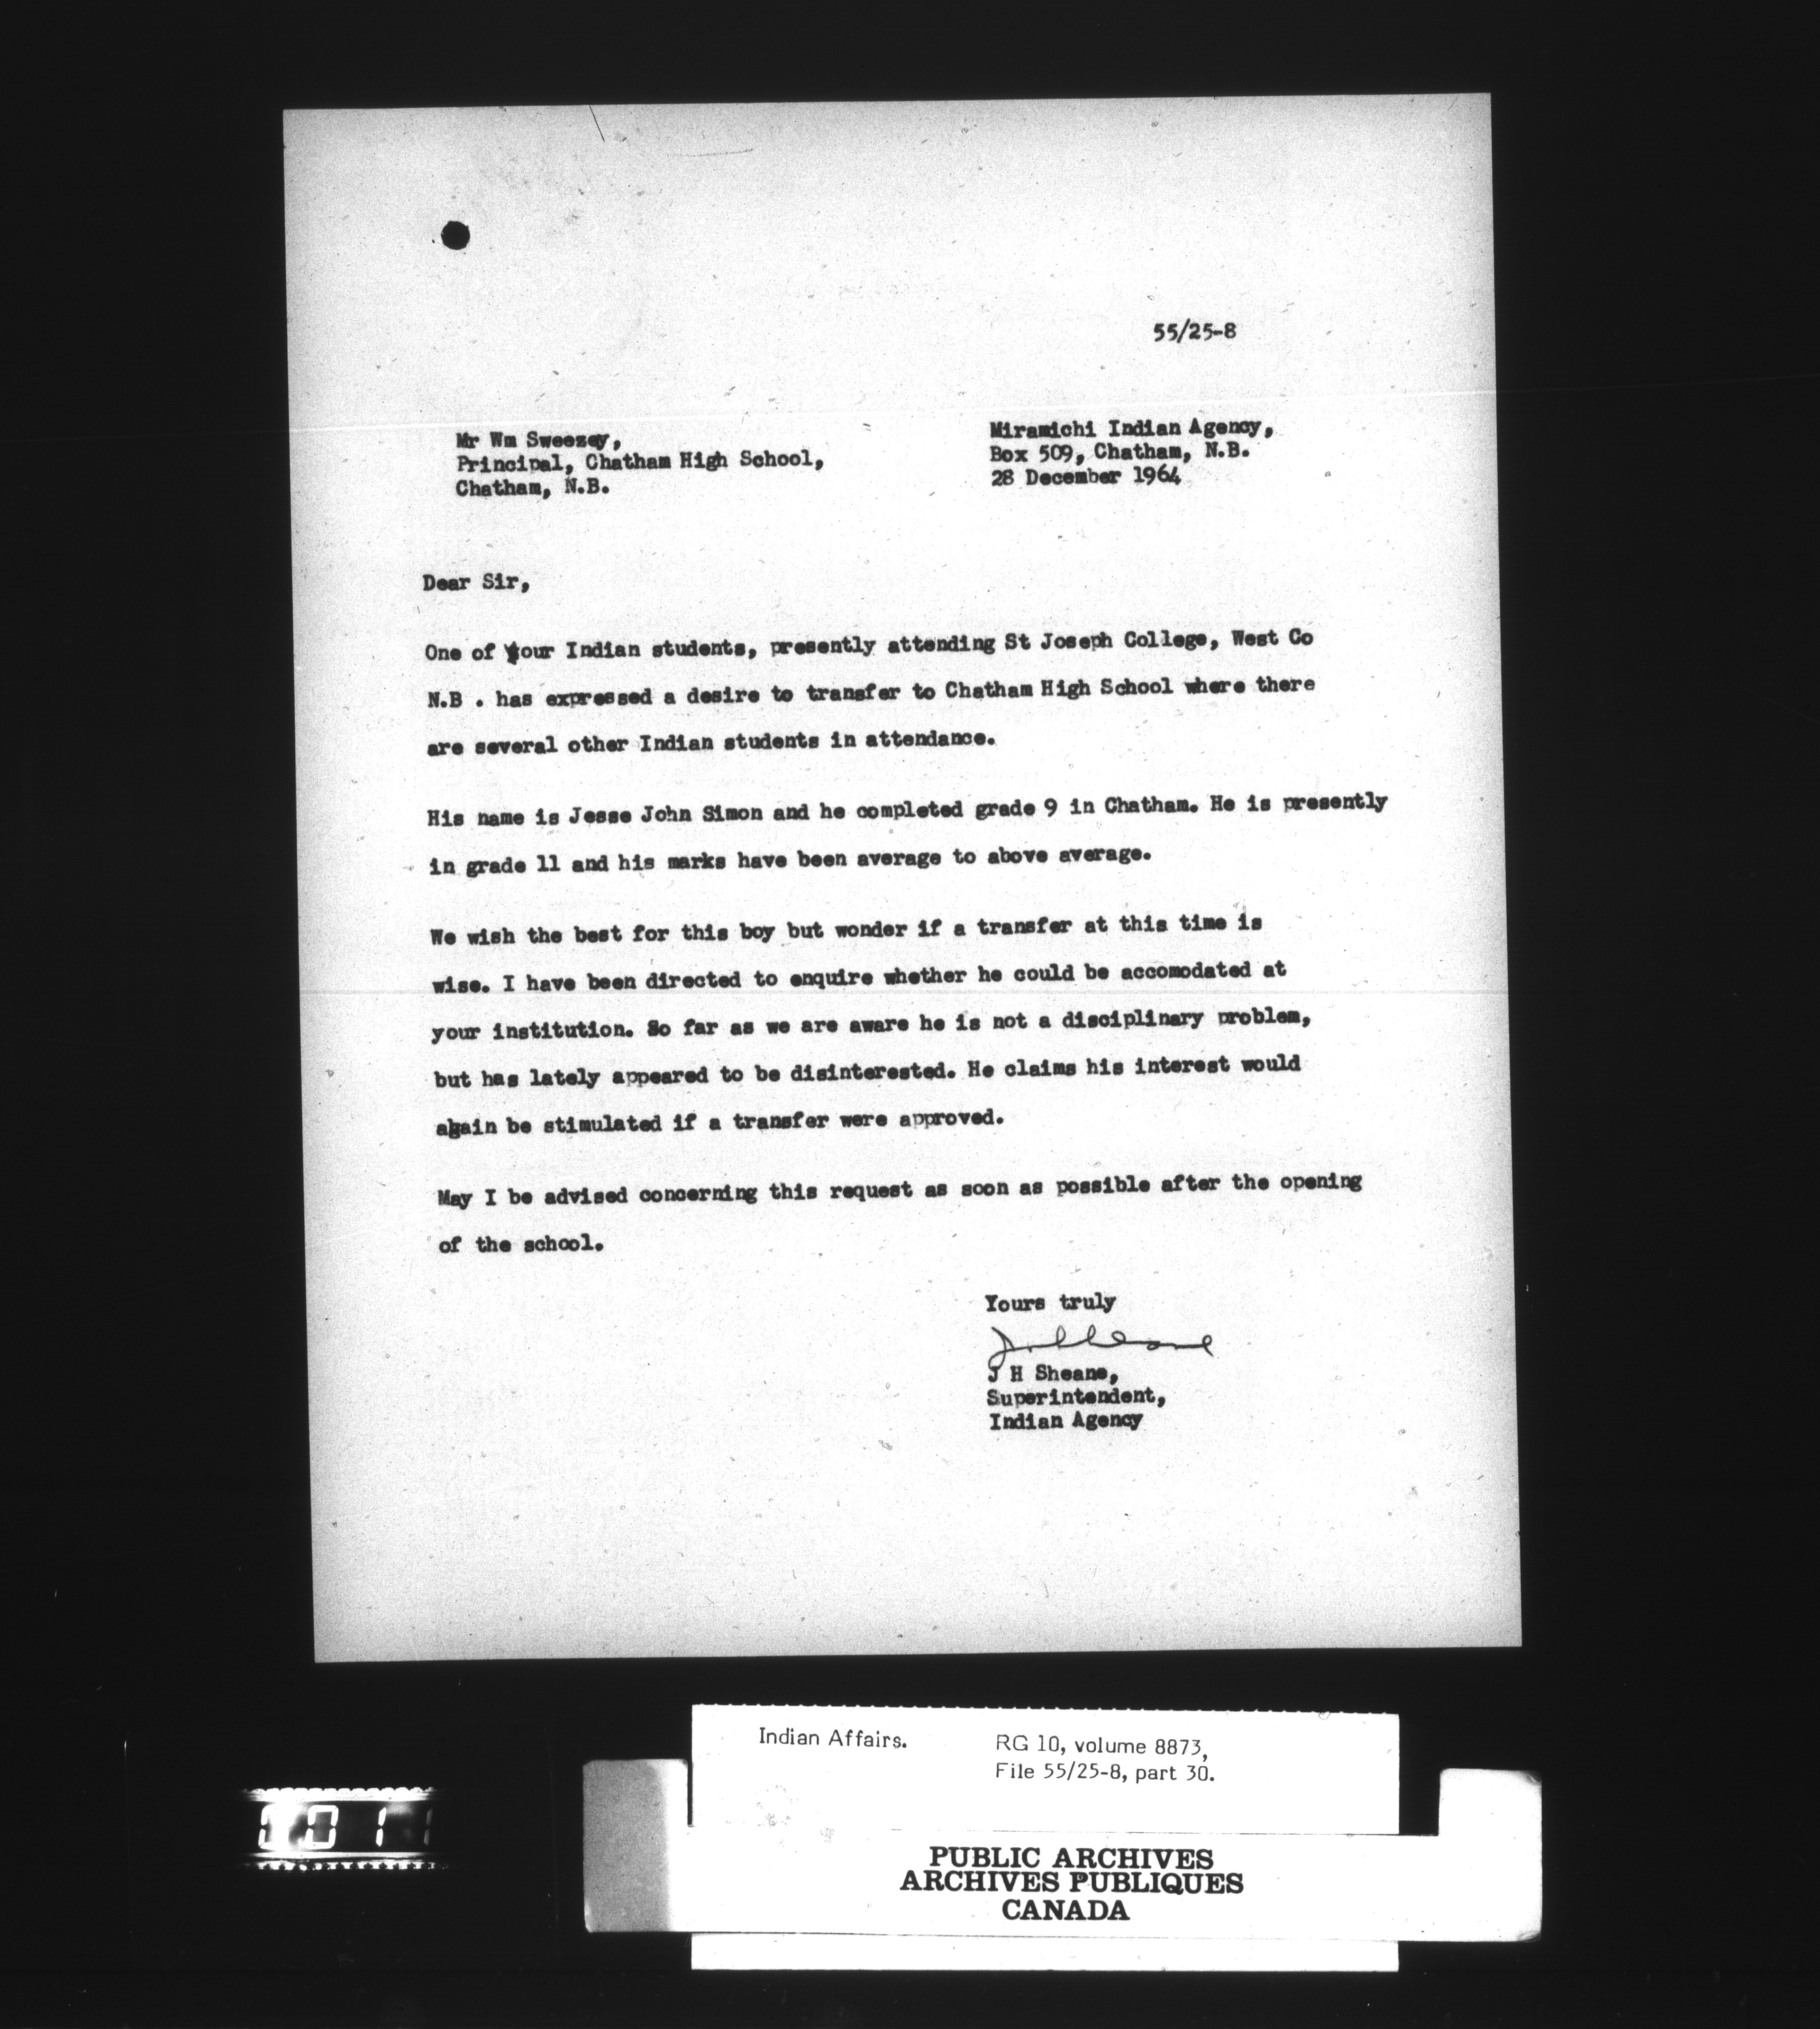 55/25-8
Mr Wm Sweezey,
Principal, Chatham High School,
Chatham, N.B.
Miramichi Indian Agency,
Box 509, Chatham, N.B.
28 December 1964
Dear Sir,
One of our Indian students, presently attending St Joseph College, West Co
N.B . has expressed a desire to transfer to Chatham High School where there
are several other Indian students in attendance.
His name is Jesse John Simon and he completed grade 9 in Chatham. He is presently
in grade 11 and his marks have been average to above average.
We wish the best for this boy but wonder if a transfer at this time is
wise. I have been directed to enquire whether he could be accomodated at
your institution. So far as we are aware he is not a disciplinary problem,
but has lately appeared to be disinterested. He claims his interest would
again be stimulated if a transfer were approved.
May I be advised concerning this request as soon as possible after the opening
of the school.
Yours truly
J H Sheane,
Superintendent,
Indian Agency
Indian Affairs.
RG 10, volume 8873,
File 55/25-8, part 30.
PUBLIC ARCHIVES
ARCHIVES PUBLIQUES
CANADA